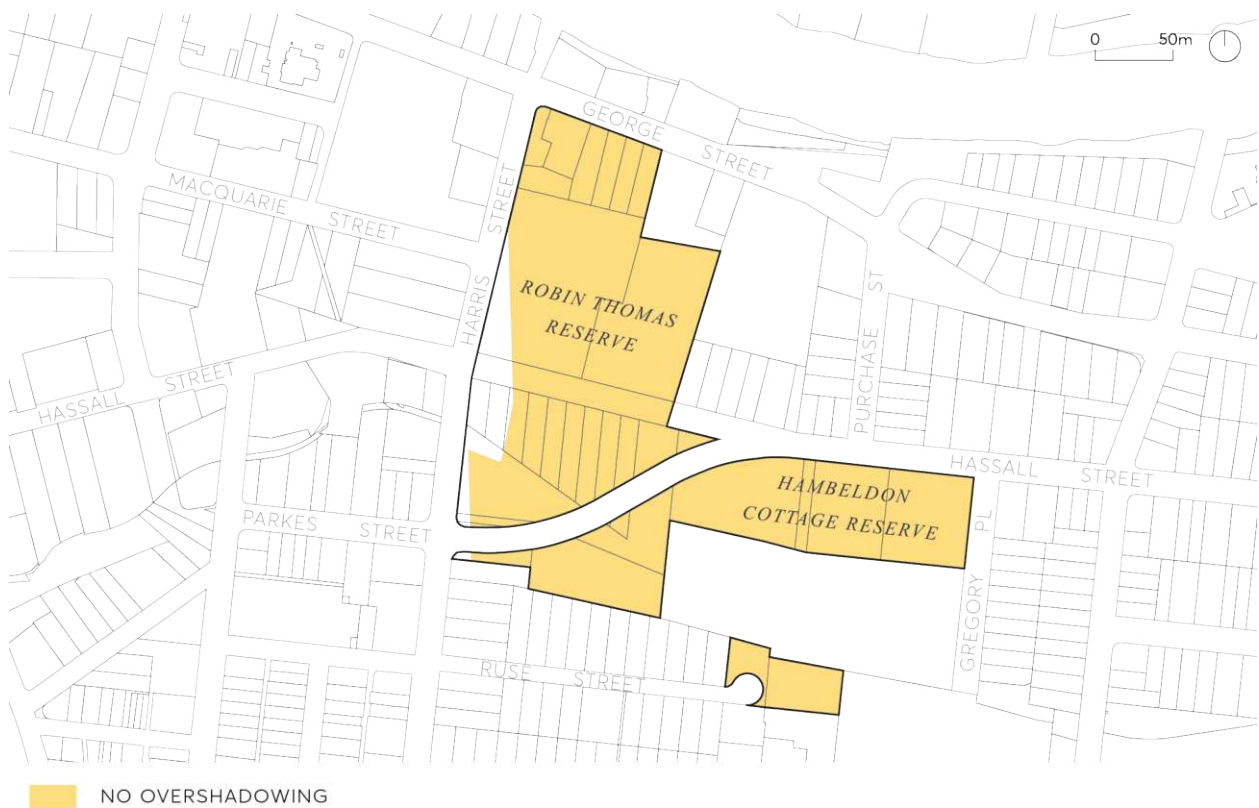 0 50m
GEORGE STREET
MACQUARIE STREET
HARRIS STREET
ROBIN THOMAS
RESERVE
PURCHASE ST
HASSALL STREET
HASSALL STREET
HAMBELDON
COTTAGE RESERVE
PARKES STREET
GREGORY PL
RUSE STREET
NO OVERSHADOWING